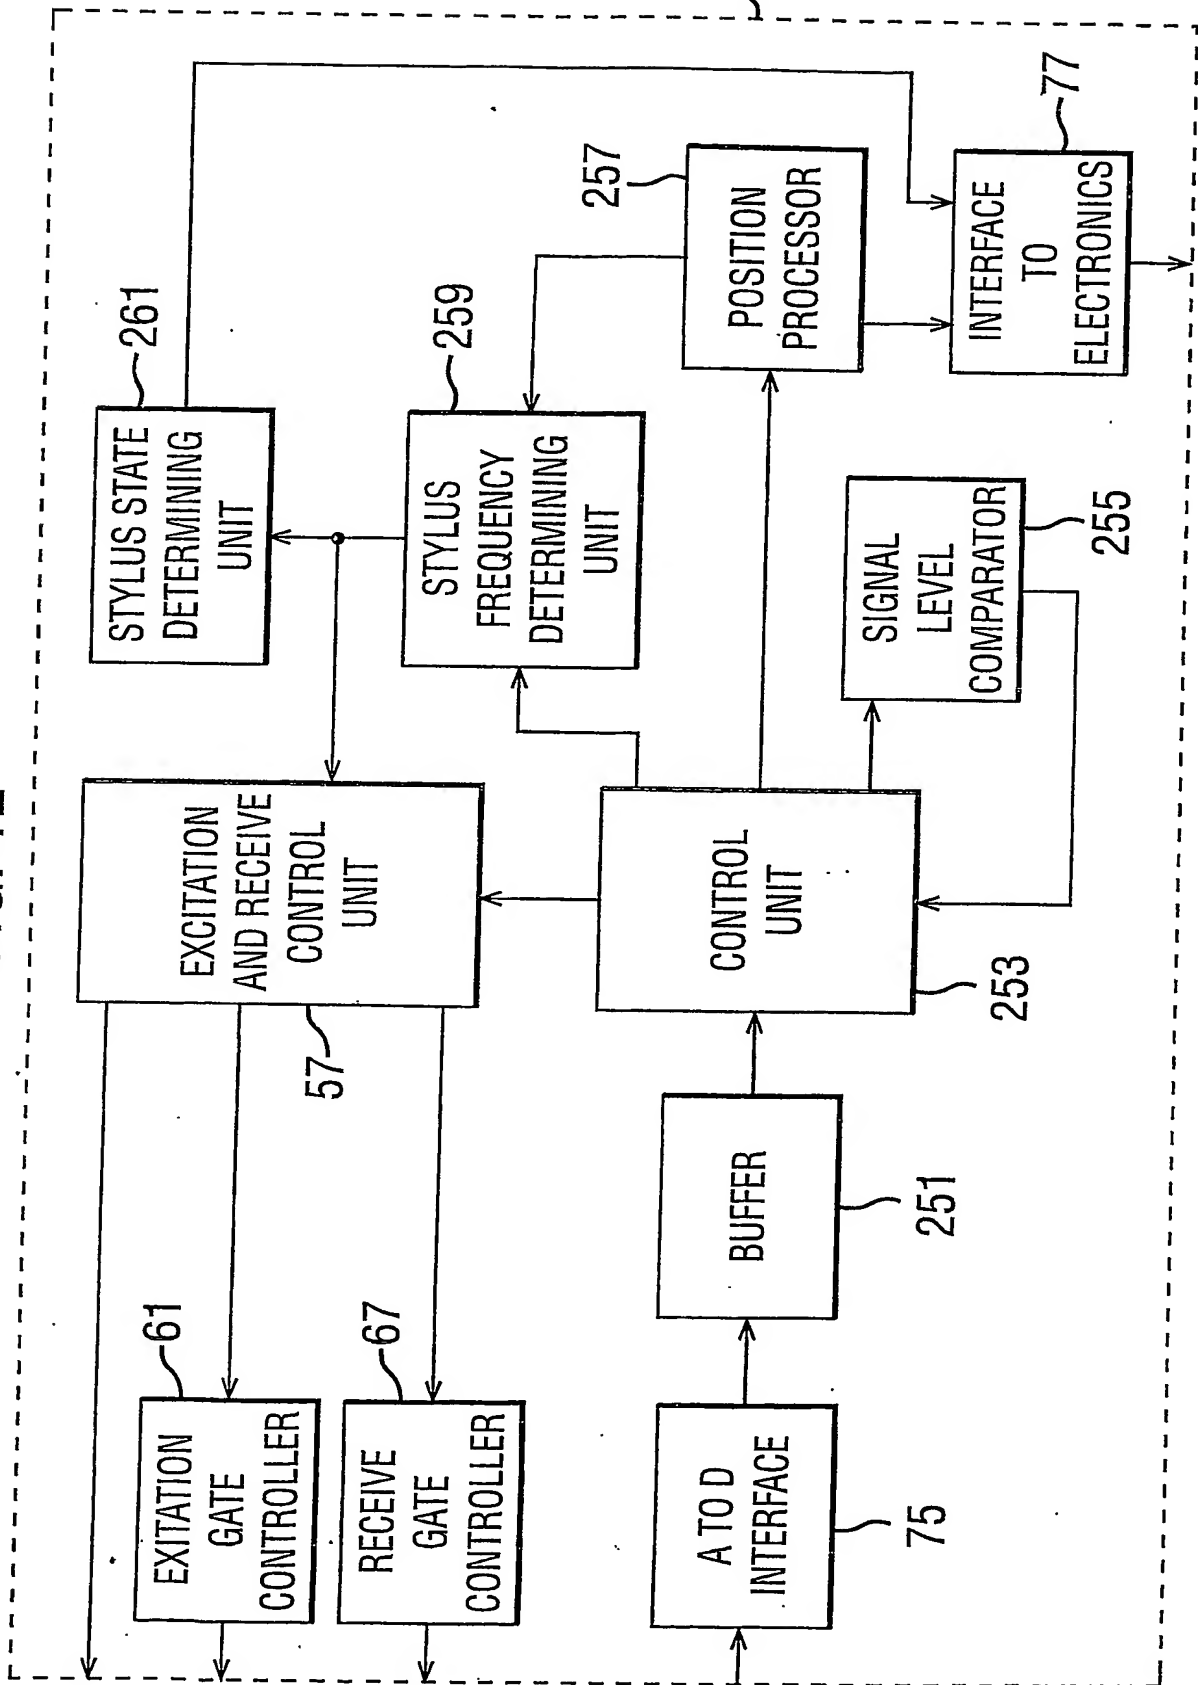 EXITATION
GATE
CONTROLLER
61
RECEIVE
GATE
CONTROLLER
67
EXCITATION
AND RECEIVE
CONTROL
UNIT
57
STYLUS STATE
DETERMINING
UNIT
261
STYLUS
FREQUENCY
DETERMINING
UNIT
259
A TO D
INTERFACE
75
BUFFER
251
CONTROL
UNIT
253
POSITION
PROCESSOR
257
SIGNAL
LEVEL
COMPARATOR
255
INTERFACE
TO
ELECTRONICS
77